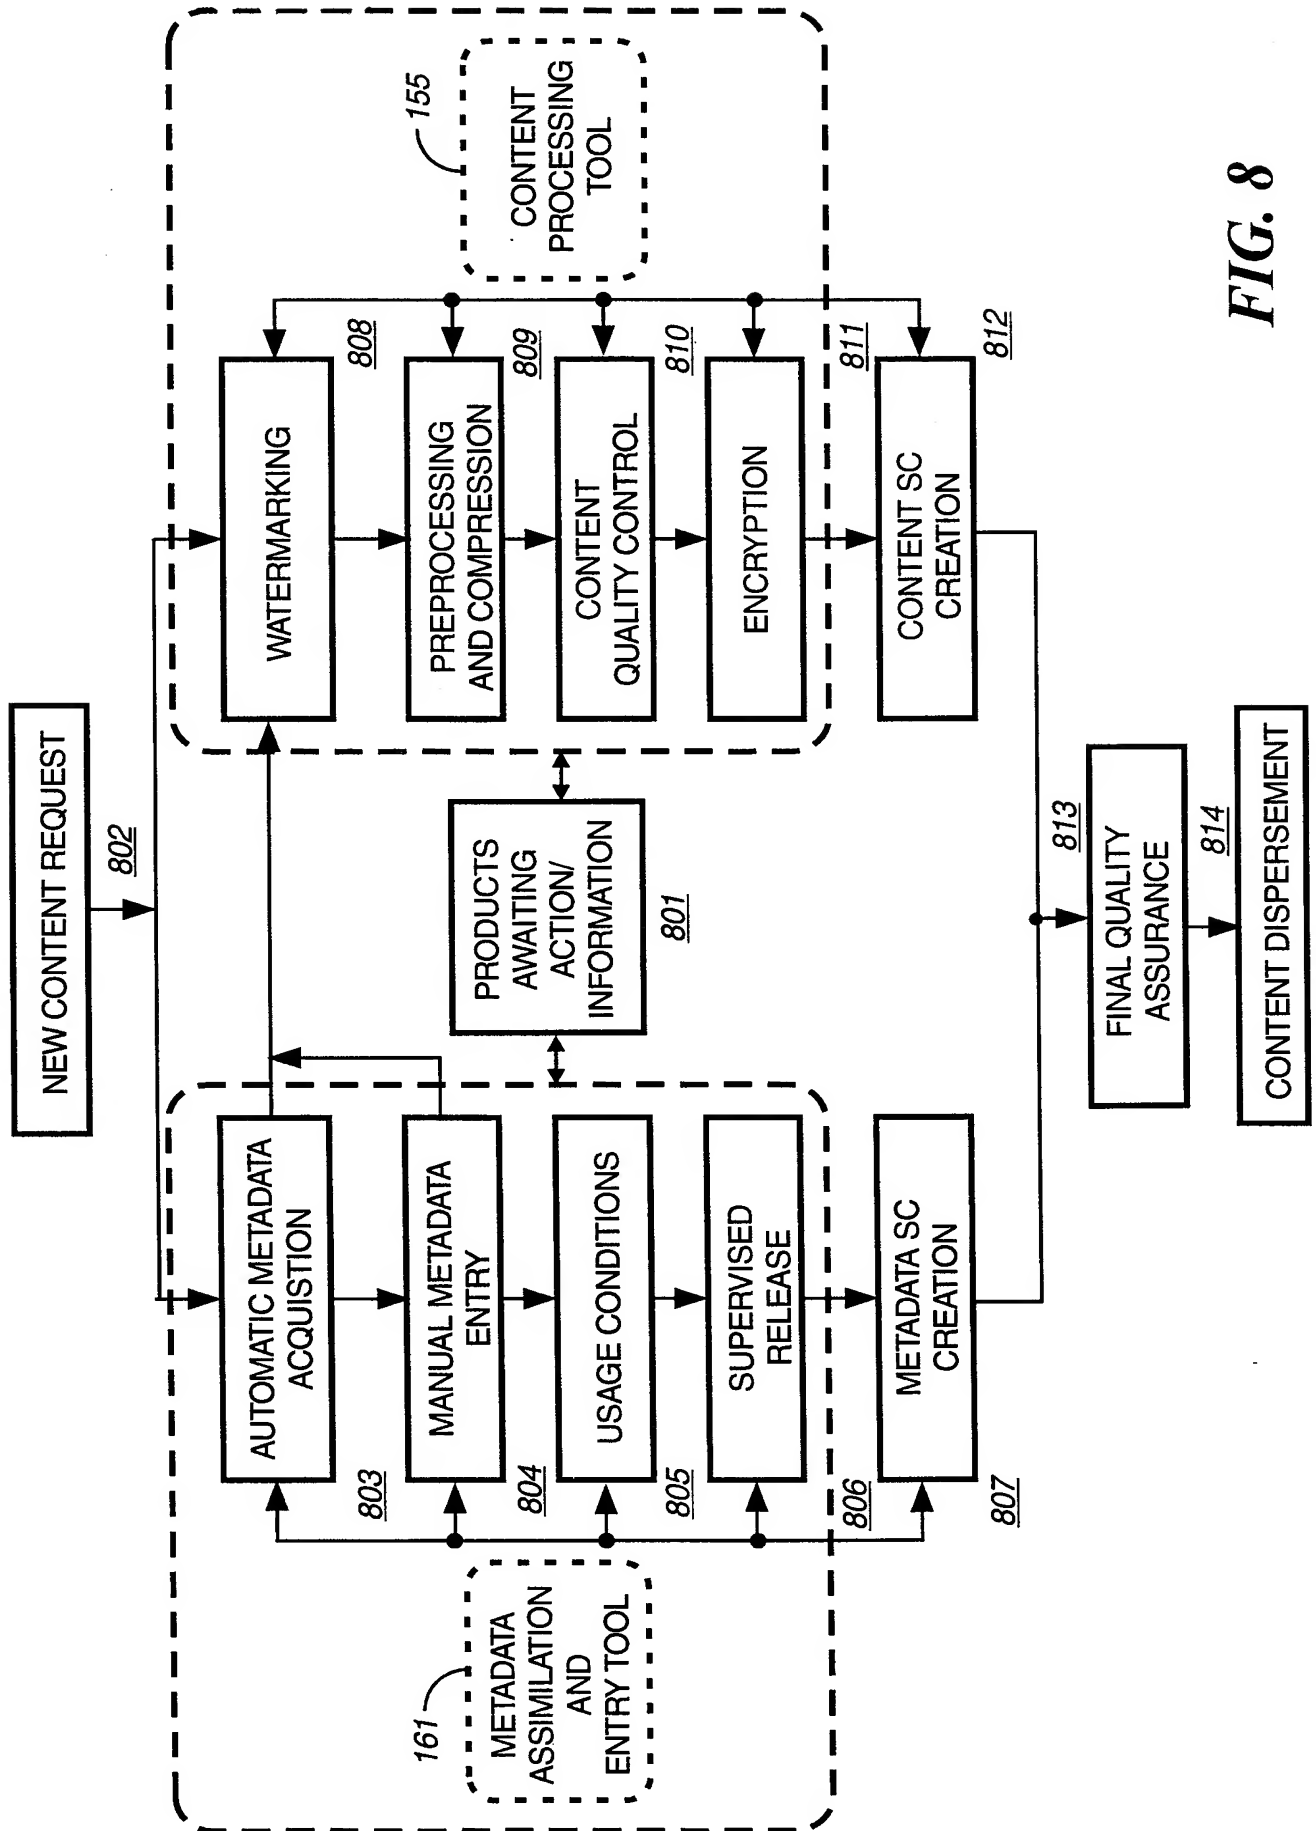 NEW CONTENT REQUEST
802
AUTOMATIC METADATA
ACQUISTION
803
MANUAL METADATA
ENTRY
804
USAGE CONDITIONS
805
SUPERVISED
RELEASE
806
METADATA SC
CREATION
807
161
METADATA
ASSIMILATION
AND
ENTRY TOOL
PRODUCTS
AWAITING
ACTION/
INFORMATION
801
WATERMARKING
808
PREPROCESSING
AND COMPRESSION
809
CONTENT
QUALITY CONTROL
810
ENCRYPTION
811
CONTENT SC
CREATION
812
155
CONTENT
PROCESSING
TOOL
813
FINAL QUALITY
ASSURANCE
814
CONTENT DISPERSEMENT
FIG. 8